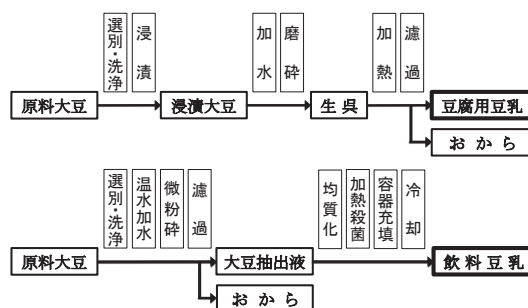 選別・洗浄
浸漬
加水
磨砕
加熱
濾過
原料大豆
浸漬大豆
生呉
豆腐用豆乳
おから
選別・洗浄
温水加水
微粉砕
濾過
均質化
加熱殺菌
容器充填
冷却
原料大豆
大豆抽出液
飲料豆乳
おから